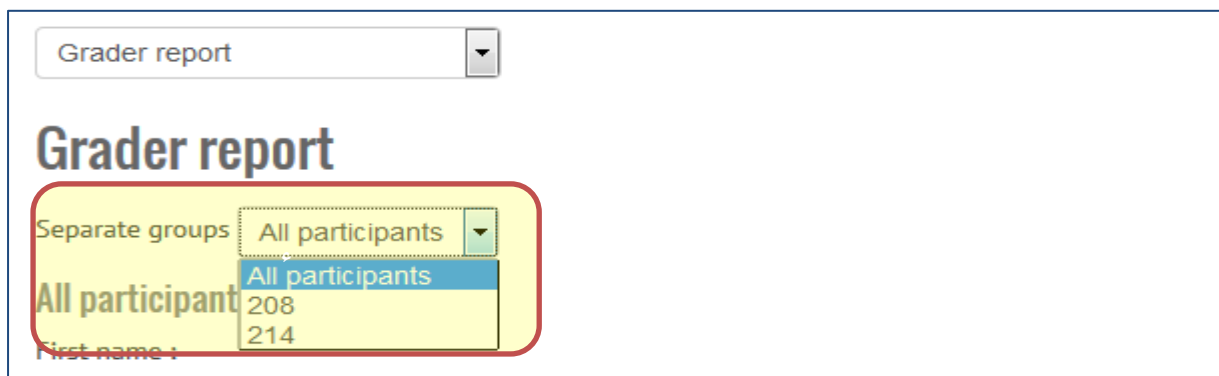 Grader report
Grader report
Separate groups All participants
All participants
All participant
208
214
First name :